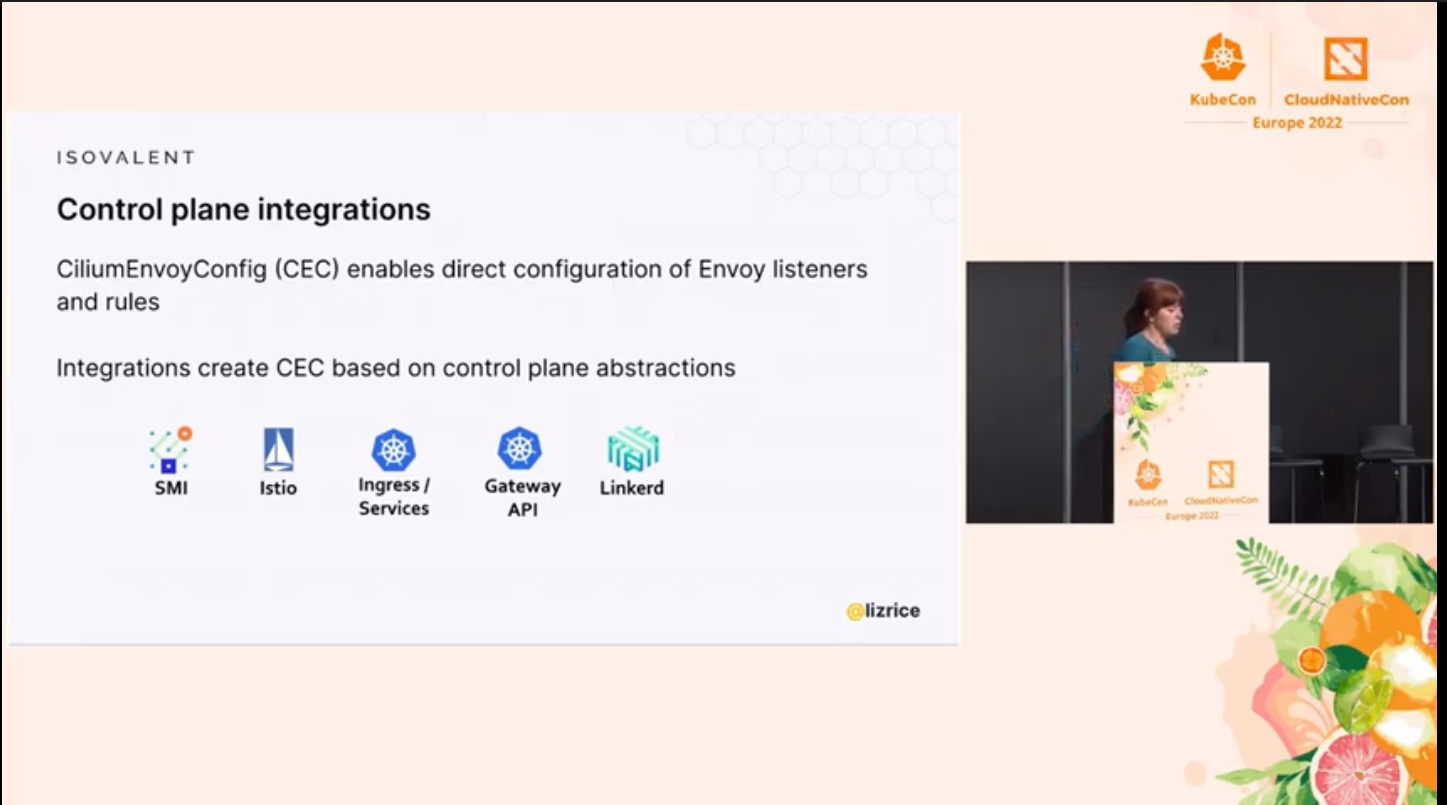 KubeCon
CloudNativeCon
Europe 2022
ISOVALENT
Control plane integrations
CiliumEnvoyConfig (CEC) enables direct configuration of Envoy listeners
and rules
Integrations create CEC based on control plane abstractions
SMI
Istio
Ingress /
Services
Gateway
API
Linkerd
@lizrice
KubeCon
CloudNativeCon
Europe 2022